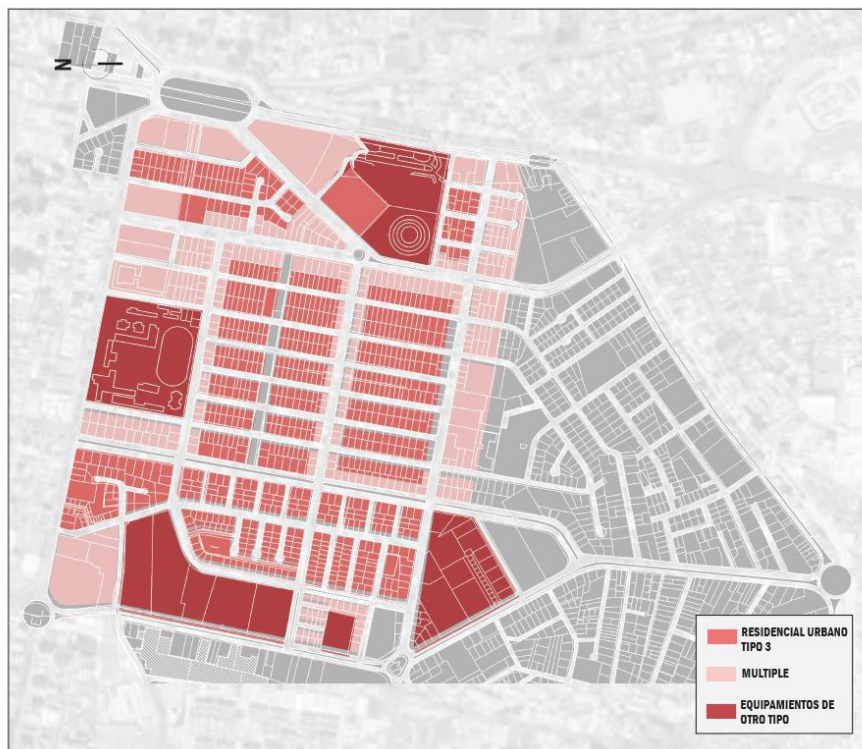 N
RESIDENCIAL URBANO
TIPO 3
MULTIPLE
EQUIPAMIENTOS DE
OTRO TIPO